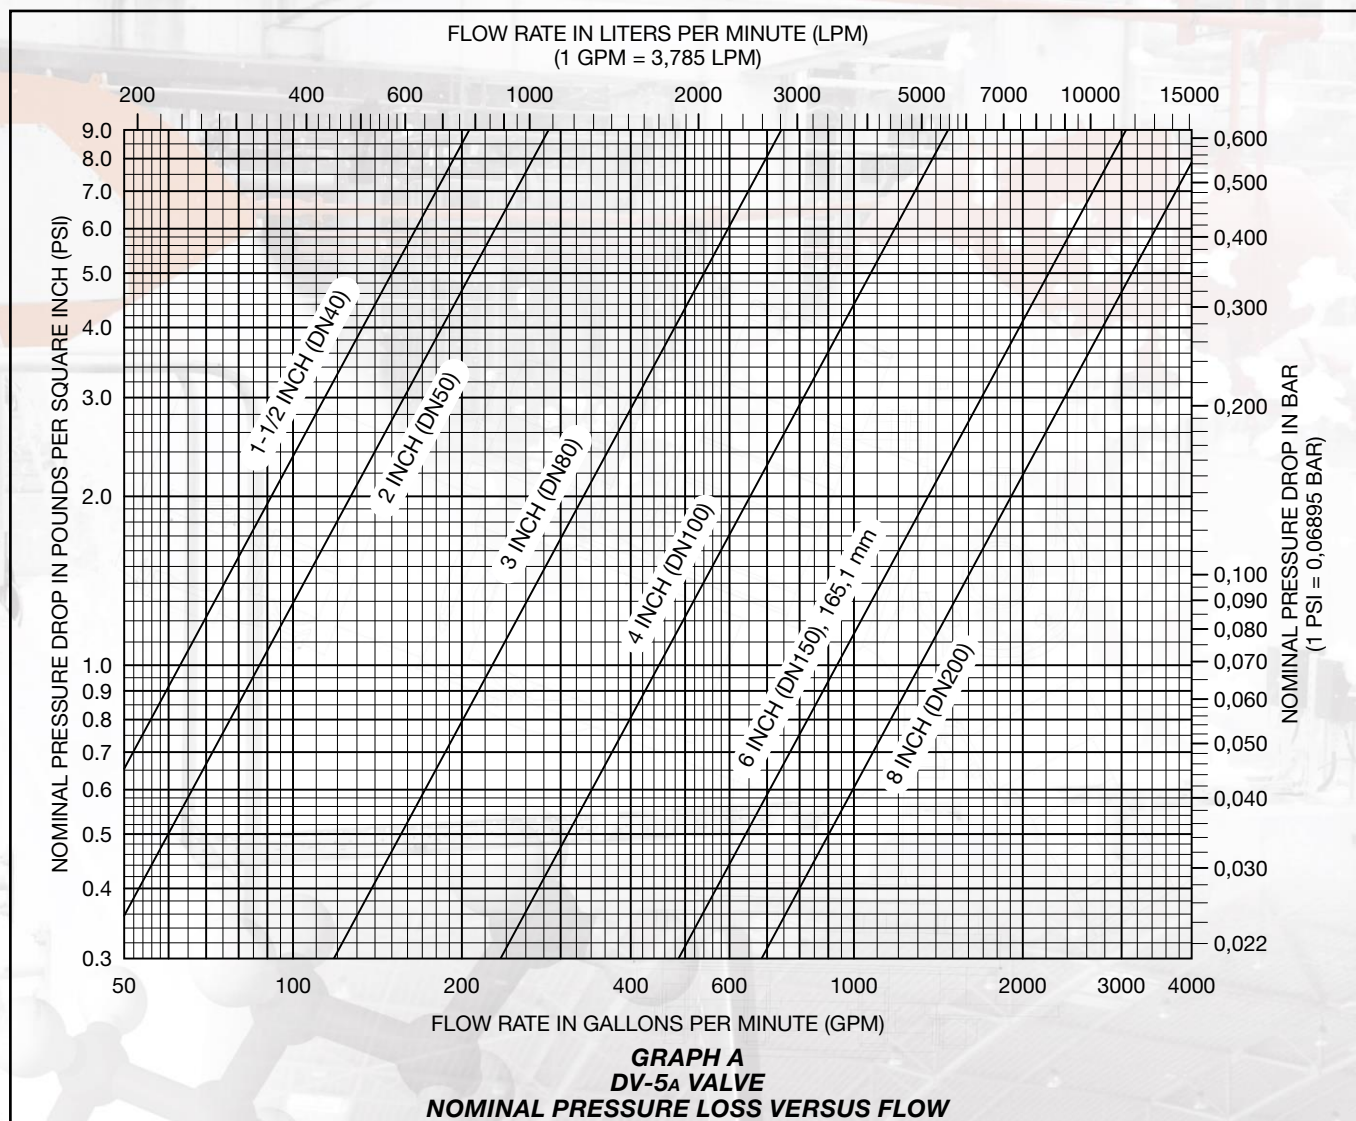 FLOW RATE IN LITERS PER MINUTE (LPM)
(1 GPM = 3,785 LPM)
200 400 600 1000 2000 3000 5000 7000 10000 15000
NOMINAL PRESSURE DROP IN POUNDS PER SQUARE INCH (PSI)
9.0
8.0
7.0
6.0
5.0
4.0
3.0
2.0
1.0
0.9
0.8
0.7
0.6
0.5
0.4
0.3
1-1/2 INCH (DN40)
2 INCH (DN50)
3 INCH (DN80)
4 INCH (DN100)
6 INCH (DN150), 165,1 mm
8 INCH (DN200)
0,600
0,500
0,400
0,300
0,200
0,100
0,090
0,080
0,070
0,060
0,050
0,040
0,030
0,022
NOMINAL PRESSURE DROP IN BAR
(1 PSI = 0,06895 BAR)
50 100 200 400 600 1000 2000 3000 4000
FLOW RATE IN GALLONS PER MINUTE (GPM)
GRAPH A
DV-5A VALVE
NOMINAL PRESSURE LOSS VERSUS FLOW